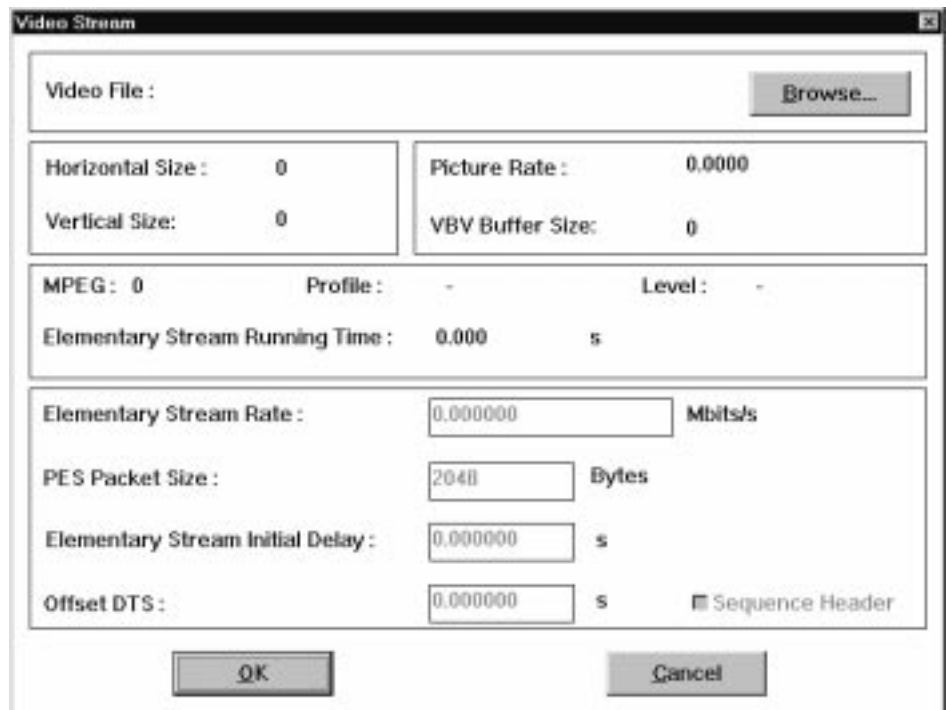 Video Stream
Video File :
Browse...
Horizontal Size : 0
Vertical Size: 0
Picture Rate : 0.0000
VBV Buffer Size: 0
MPEG : 0 Profile : - Level : -
Elementary Stream Running Time : 0.000 s
Elementary Stream Rate : 0.000000 Mbits/s
PES Packet Size : 2048 Bytes
Elementary Stream Initial Delay : 0.000000 s
Offset DTS : 0.000000 s Sequence Header
OK Cancel